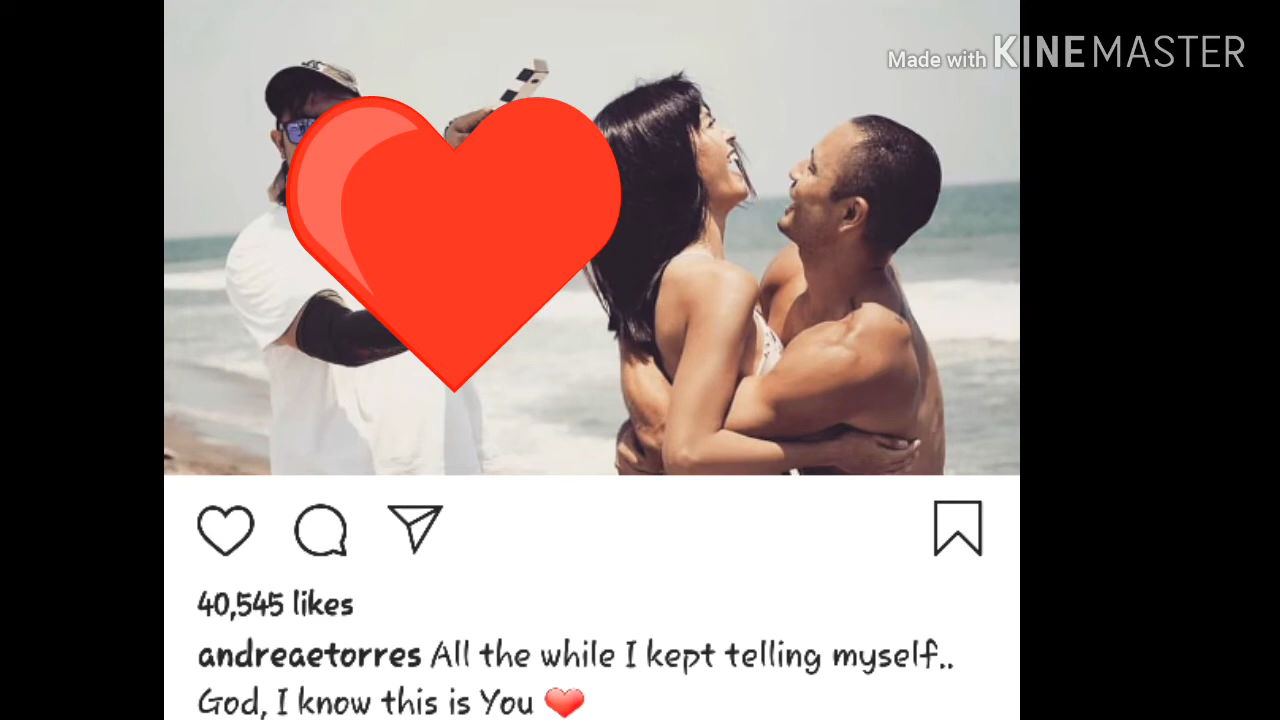 Made with KINEMASTER
40,545 likes
andreaetorres All the while I kept telling myself..
God, I know this is You ❤